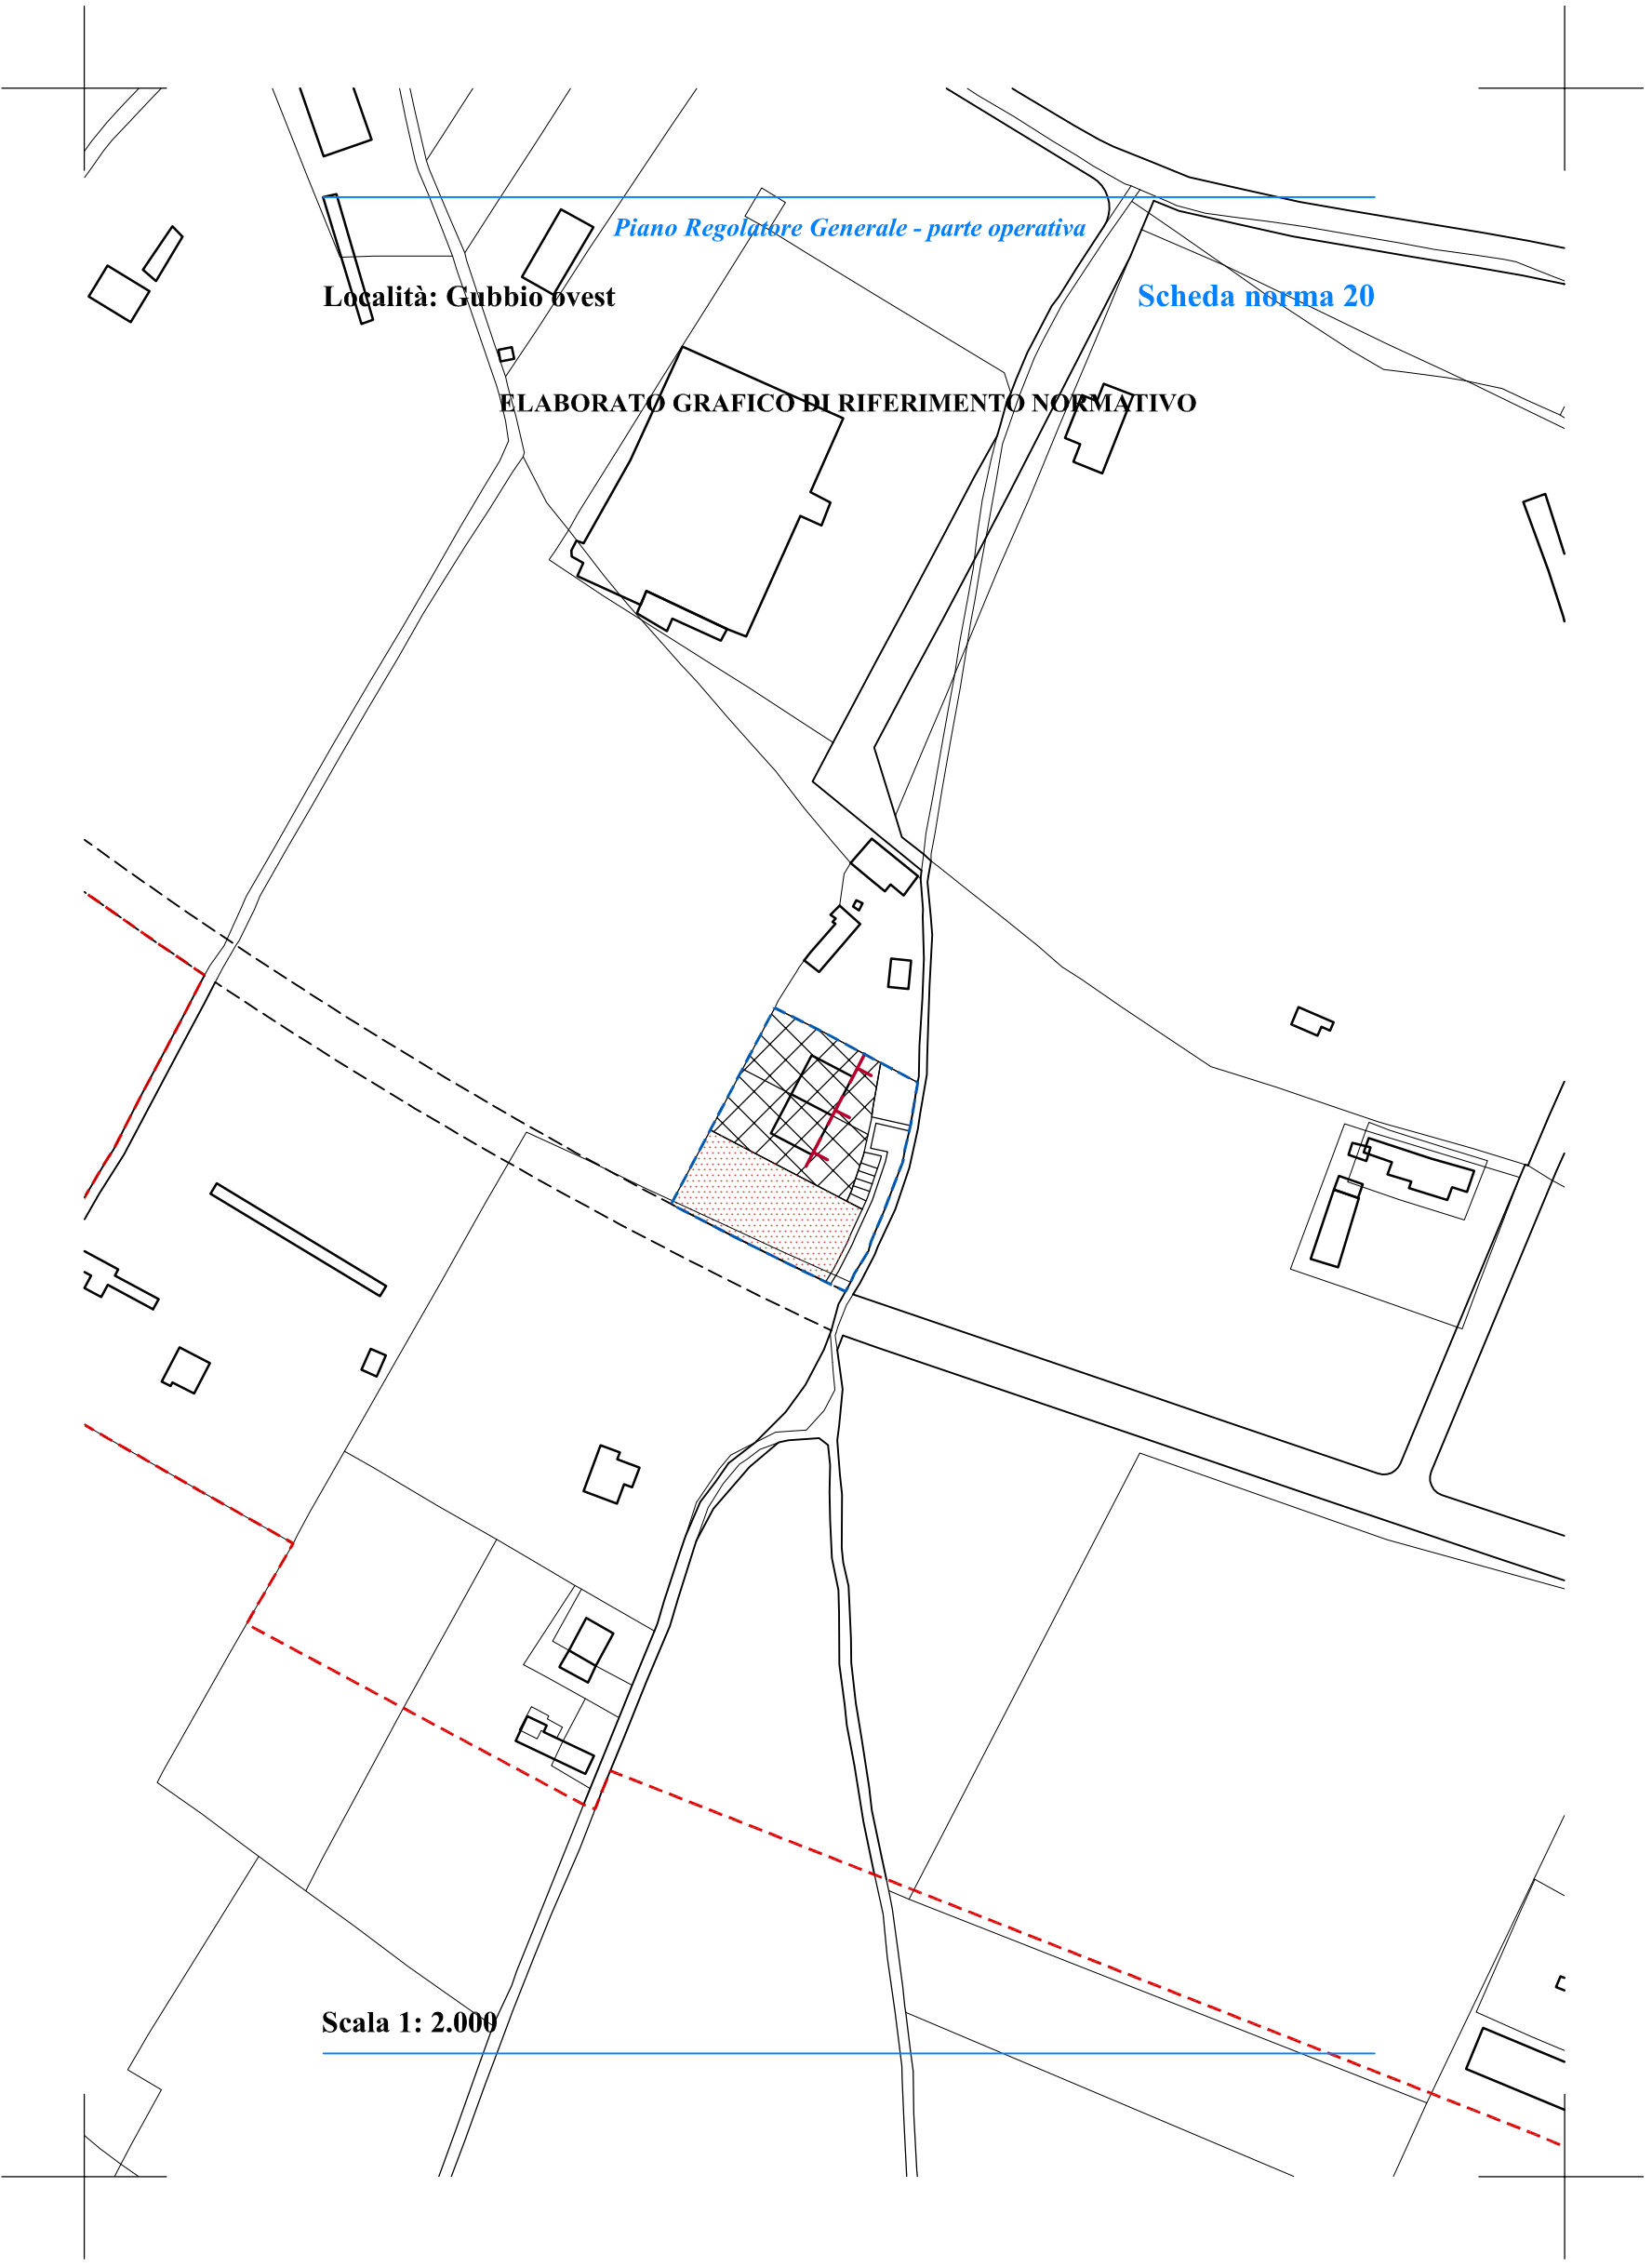 Piano Regolatore Generale - parte operativa
Località: Gubbio ovest
Scheda norma 20
ELABORATO GRAFICO DI RIFERIMENTO NORMATIVO
Scala 1: 2.000